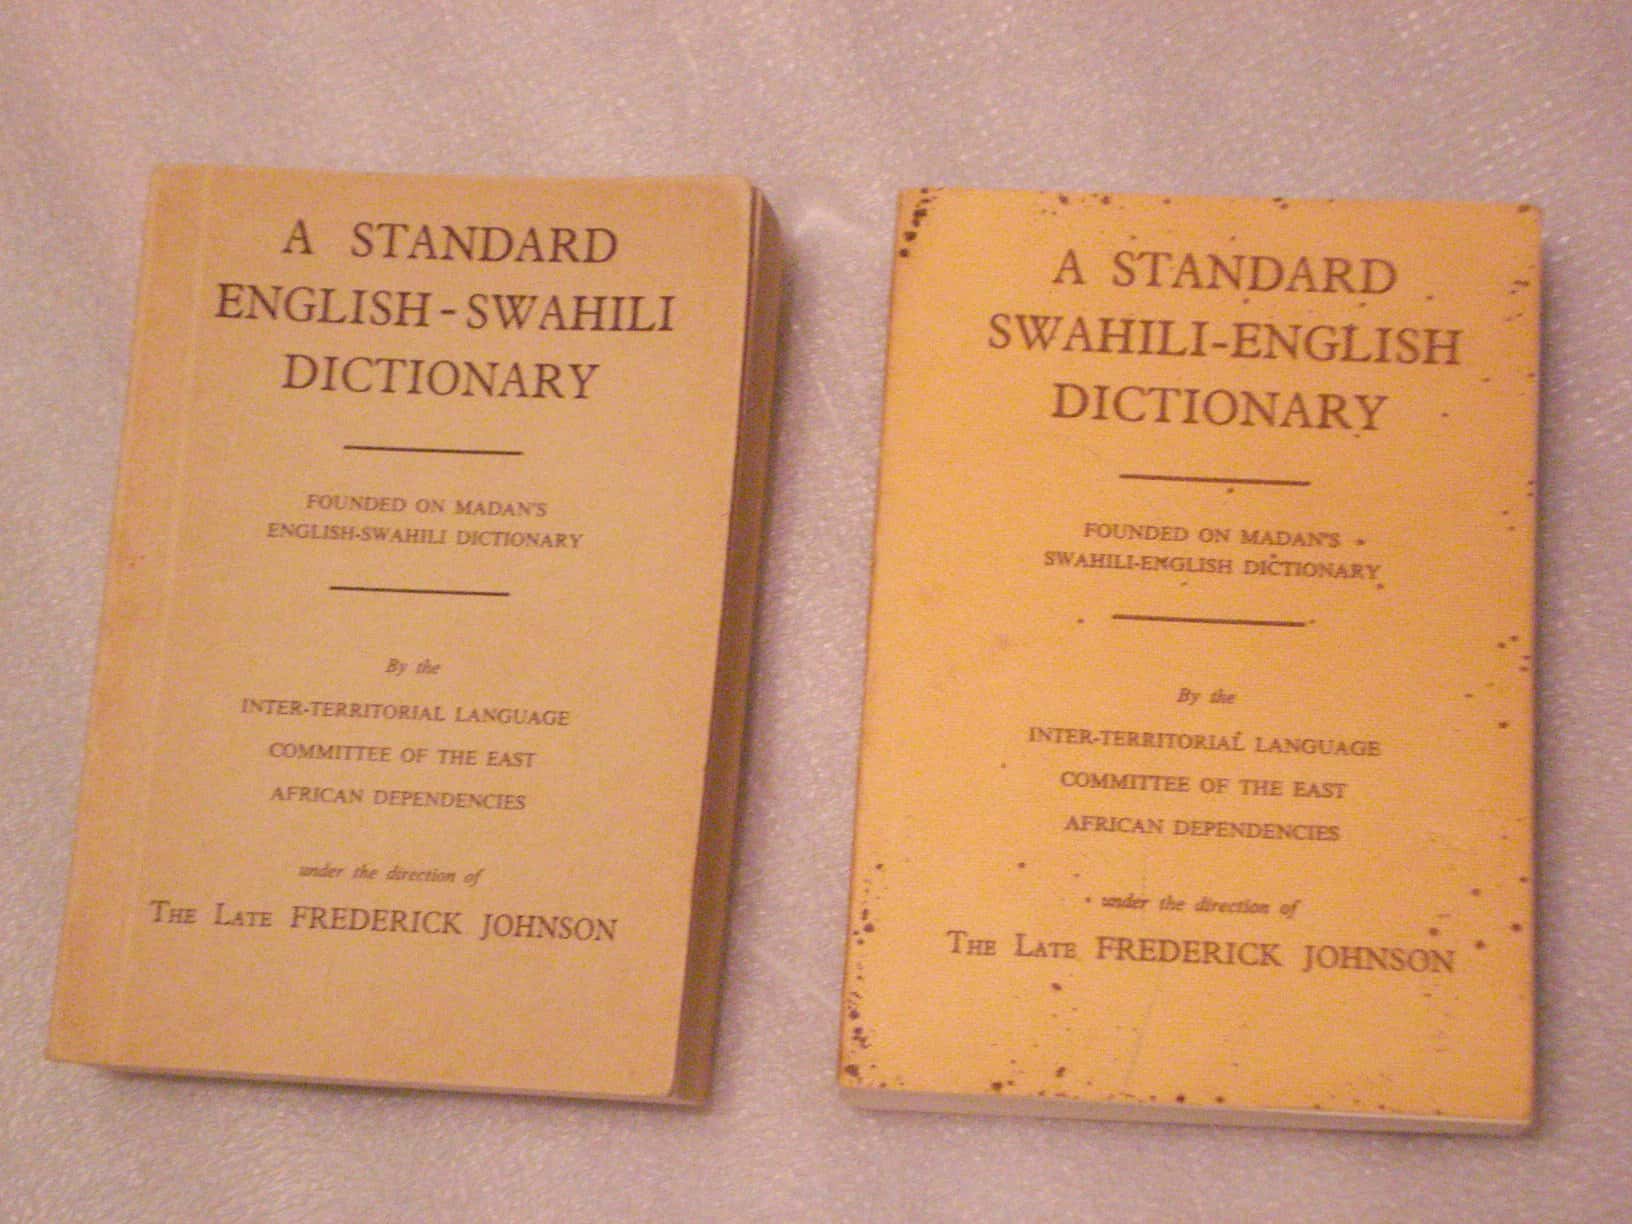 A STANDARD
ENGLISH-SWAHILI
DICTIONARY
FOUNDED ON MADAN'S
ENGLISH-SWAHILI DICTIONARY
By the
INTER-TERRITORIAL LANGUAGE
COMMITTEE OF THE EAST
AFRICAN DEPENDENCIES
under the direction of
THE LATE FREDERICK JOHNSON
A STANDARD
SWAHILI-ENGLISH
DICTIONARY
FOUNDED ON MADAN'S
SWAHILI-ENGLISH DICTIONARY
By the
INTER-TERRITORIAL LANGUAGE
COMMITTEE OF THE EAST
AFRICAN DEPENDENCIES
under the direction of
THE LATE FREDERICK JOHNSON